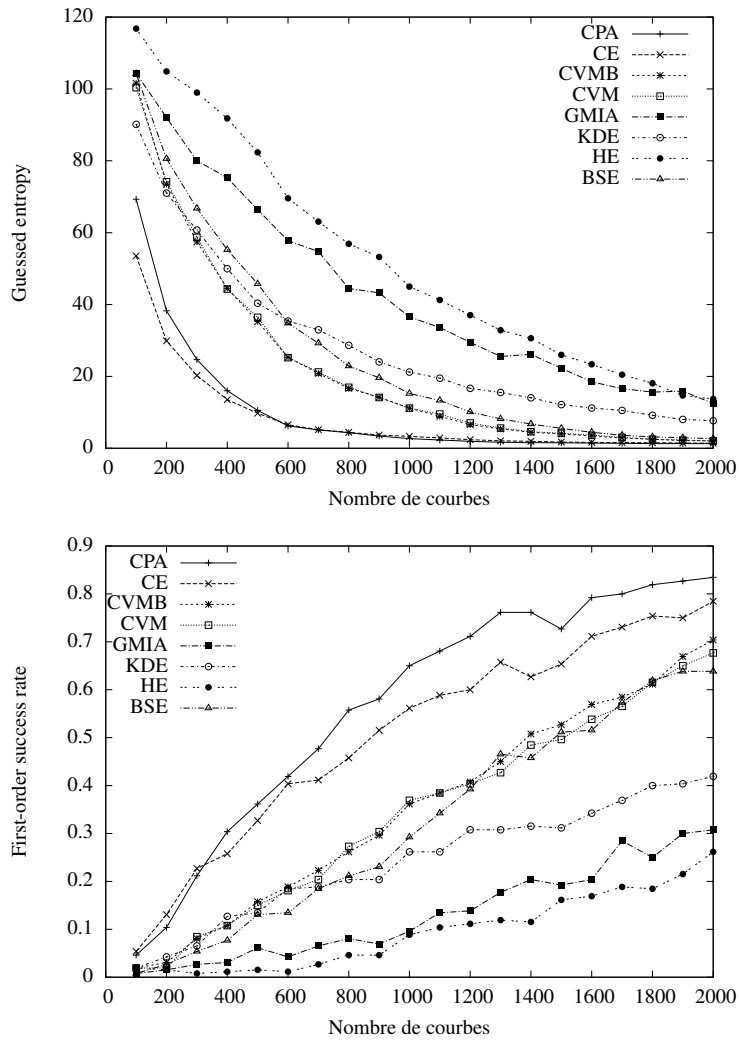 120
100
80
60
40
20
0
Guessed entropy
CPA
CE
CVMB
CVM
GMIA
KDE
HE
BSE
0 200 400 600 800 1000 1200 1400 1600 1800 2000
Nombre de courbes
0.9
0.8
0.7
0.6
0.5
0.4
0.3
0.2
0.1
0
First-order success rate
CPA
CE
CVMB
CVM
GMIA
KDE
HE
BSE
0 200 400 600 800 1000 1200 1400 1600 1800 2000
Nombre de courbes